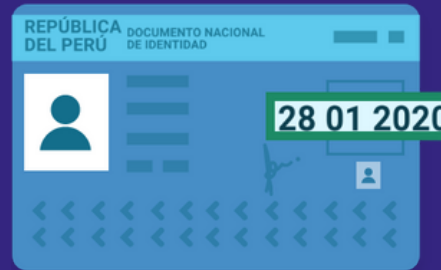 REPÚBLICA
DEL PERÚ
DOCUMENTO NACIONAL
DE IDENTIDAD
28 01 2020